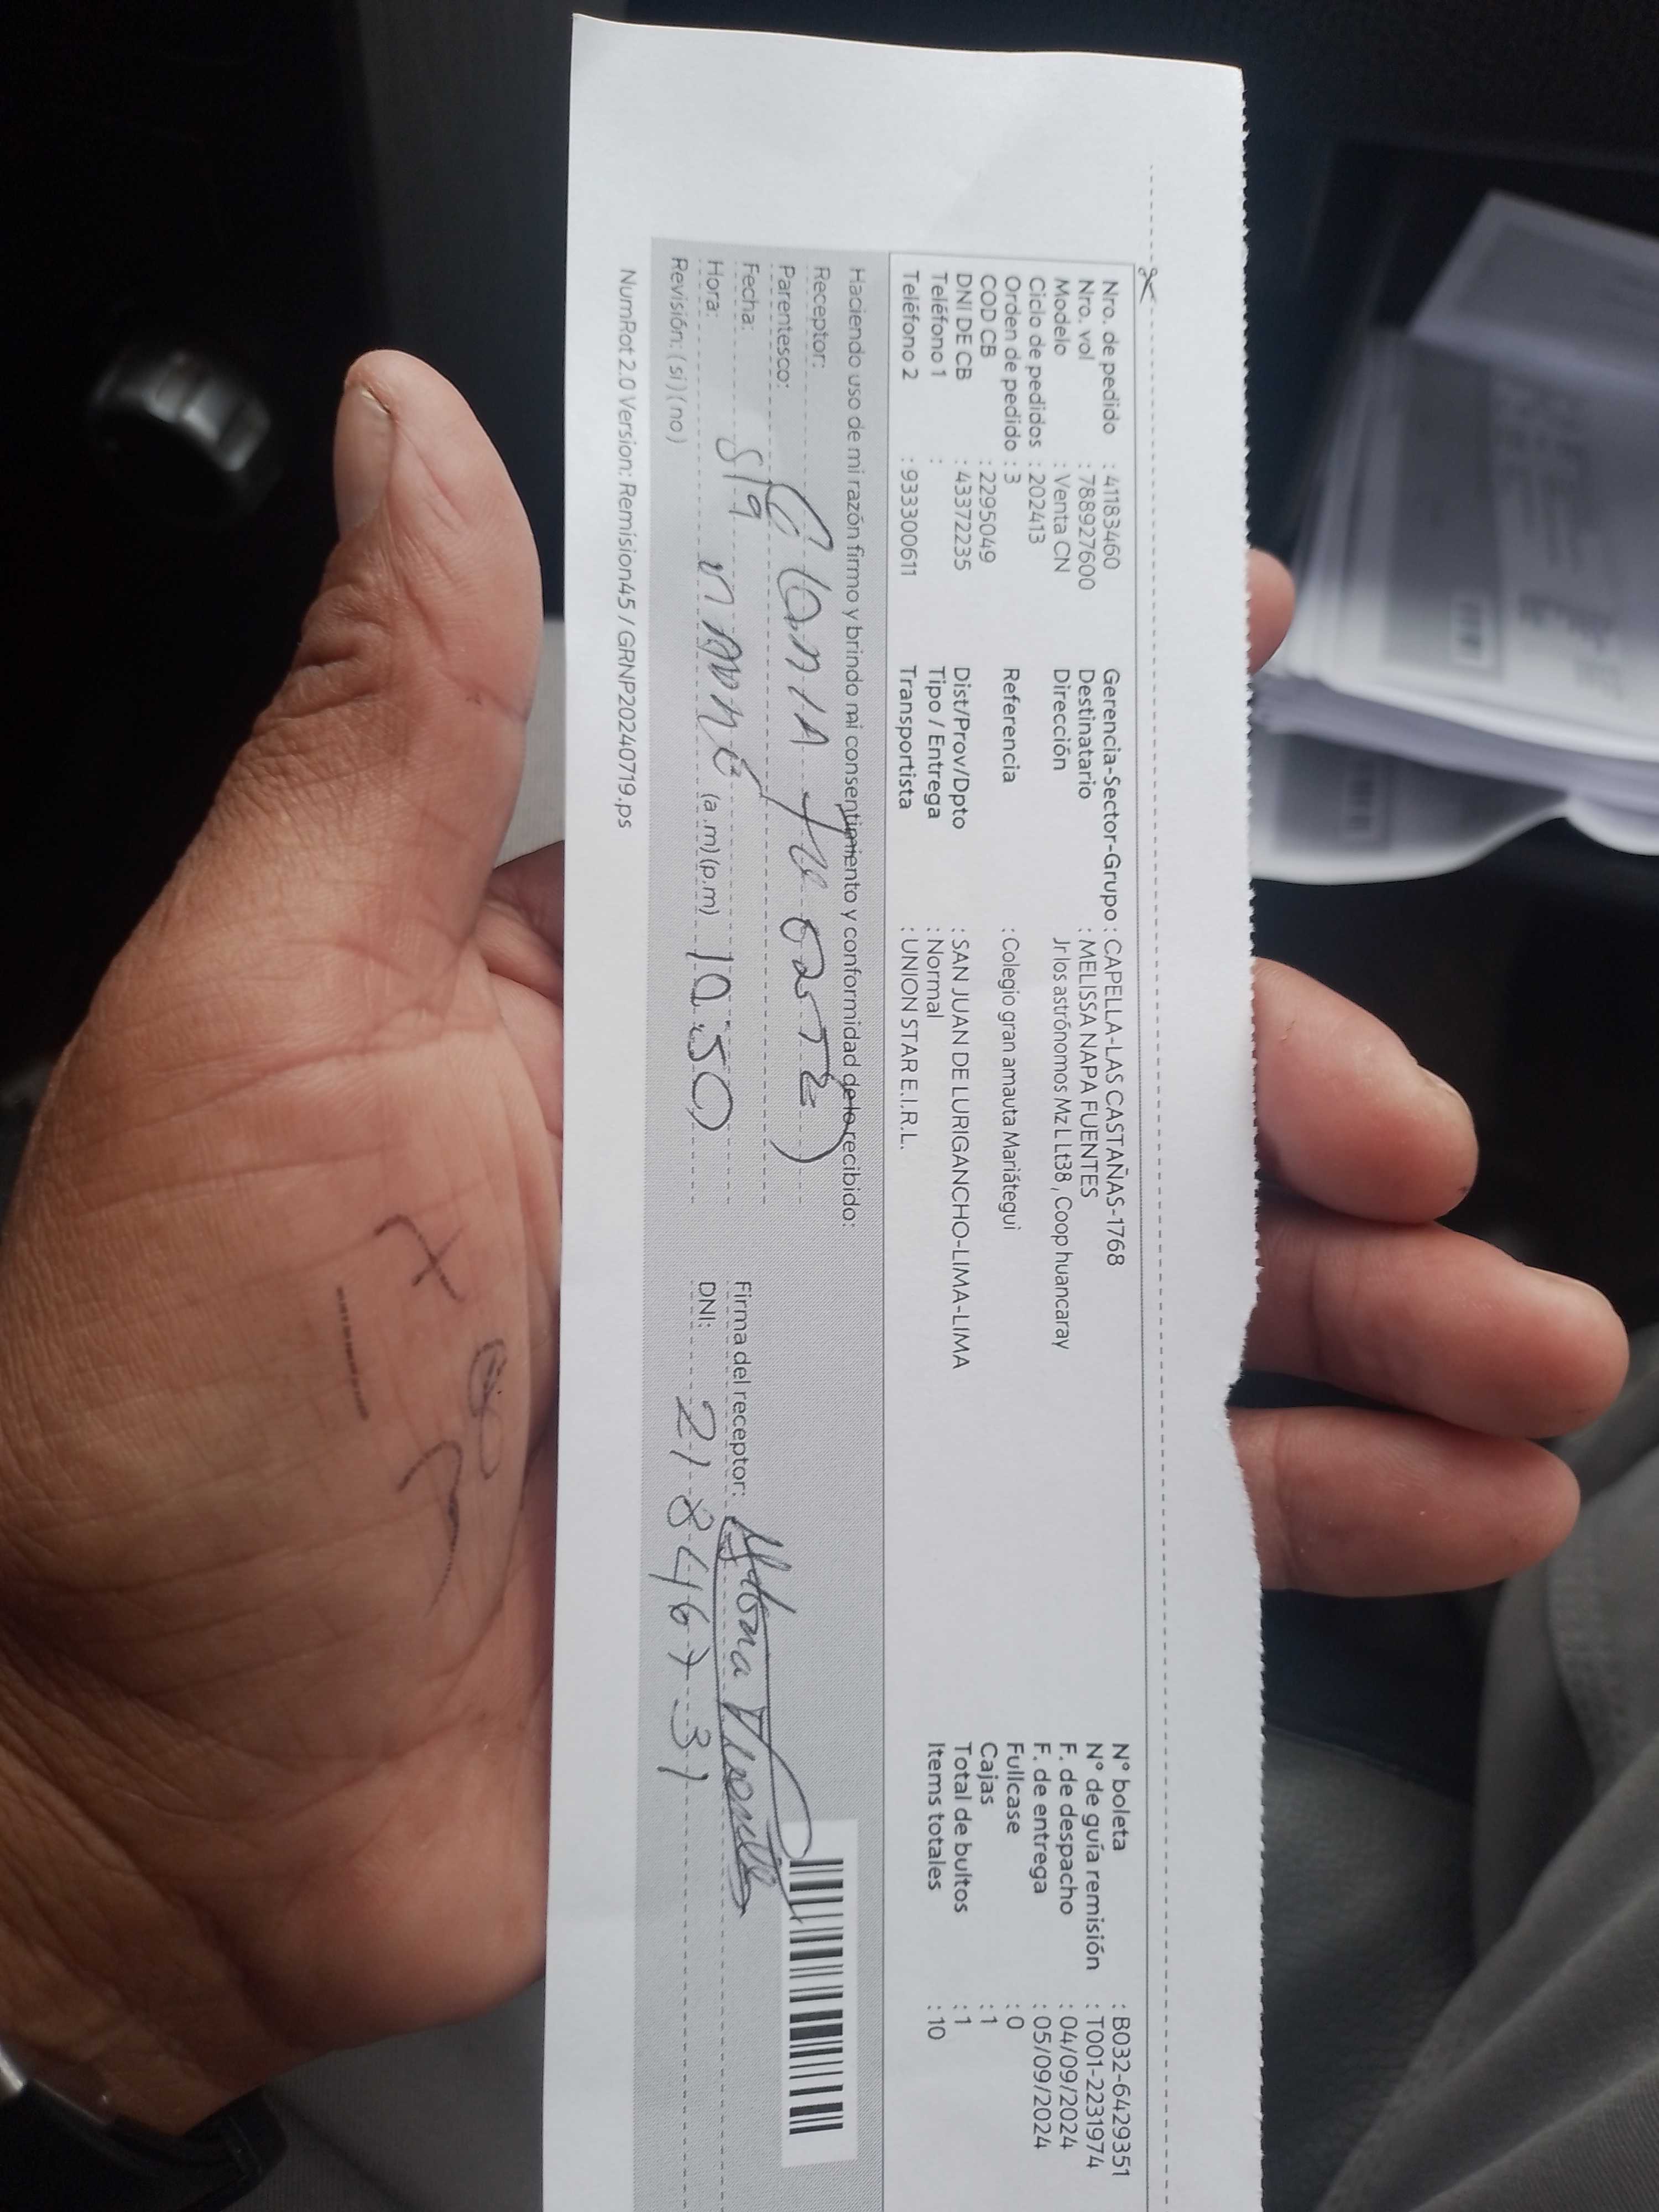 Nro. de pedido : 41183460 Gerencia-Sector-Grupo : CAPELLA-LAS CASTAÑAS-1768 N° boleta : B032-6429351
Nro. vol : 788927600 Destinatario : MELISSA NAPA FUENTES N° de guía remisión : T001-2231974
Modelo : Venta CN Dirección Jr los astrónomos Mz L Lt38 , Coop huancaray F. de despacho : 04/09/2024
Ciclo de pedidos : 202413 F. de entrega : 05/09/2024
Orden de pedido : 3 Referencia : Colegio gran amauta Mariátegui Fullcase : 0
COD CB : 2295049 Cajas : 1
DNI DE CB : 43372235 Dist/Prov/Dpto : SAN JUAN DE LURIGANCHO-LIMA-LIMA Total de bultos : 1
Teléfono 1 : Tipo / Entrega : Normal Items totales : 10
Teléfono 2 : 933300611 Transportista : UNION STAR E.I.R.L.
Haciendo uso de mi razón firmo y brindo mi consentimiento y conformidad de lo recibido:
Receptor:
Parentesco:
Fecha: 5/9 Firma del receptor:
Hora: (a.m)(p.m) 10:50 DNI: 21846731
Revisión: (si) (no)
NumRot 2.0 Version: Remision45 / GRNP20240719.ps